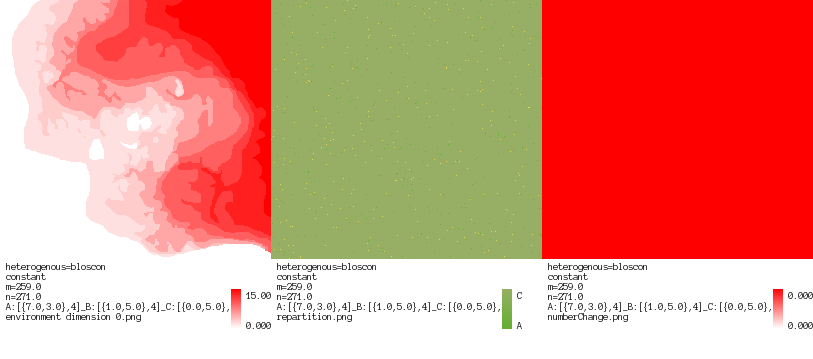 heterogenous=bloscon
constant
m=259.0
n=271.0
A:[{7.0,3.0},4]_B:[{1.0,5.0},4]_C:[{0.0,5.0},
environment dimension 0.png
15.00
0.000
heterogenous=bloscon
constant
m=259.0
n=271.0
A:[{7.0,3.0},4]_B:[{1.0,5.0},4]_C:[{0.0,5.0},
repartition.png
C
A
heterogenous=bloscon
constant
m=259.0
n=271.0
A:[{7.0,3.0},4]_B:[{1.0,5.0},4]_C:[{0.0,5.0},
numberChange.png
0.000
0.000